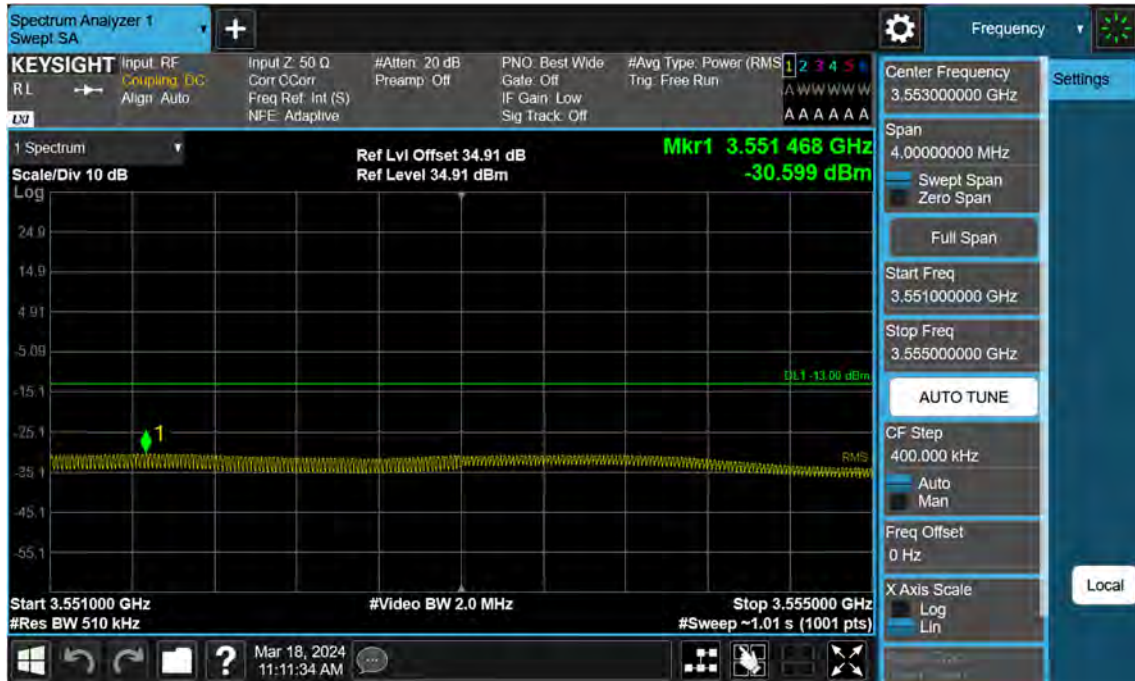 Spectrum Analyzer 1
Swept SA
Frequency
KEYSIGHT
Input: RF
Input Z: 50 Ω
#Atten: 20 dB
PNO: Best Wide
#Avg Type: Power (RMS
1 2 3 4 5 6
RL
Coupling: DC
Corr CCorr
Preamp: Off
Gate: Off
Trig: Free Run
A W W W W W
Align: Auto
Freq Ref: Int (S)
IF Gain: Low
LXI
NFE: Adaptive
Sig Track: Off
A A A A A A
1 Spectrum
Scale/Div 10 dB
Ref Lvl Offset 34.91 dB
Ref Level 34.91 dBm
Mkr1 3.551 468 GHz
-30.599 dBm
Log
24.9
14.9
4.91
-5.09
-15.1
-25.1
-35.1
-45.1
-55.1
DL1 -13.00 dBm
1
RMS
Start 3.551000 GHz
#Video BW 2.0 MHz
Stop 3.555000 GHz
#Res BW 510 kHz
#Sweep ~1.01 s (1001 pts)
?
Mar 18, 2024
11:11:34 AM
Center Frequency
3.553000000 GHz
Settings
Span
4.00000000 MHz
Swept Span
Zero Span
Full Span
Start Freq
3.551000000 GHz
Stop Freq
3.555000000 GHz
AUTO TUNE
CF Step
400.000 kHz
Auto
Man
Freq Offset
0 Hz
X Axis Scale
Log
Lin
Local